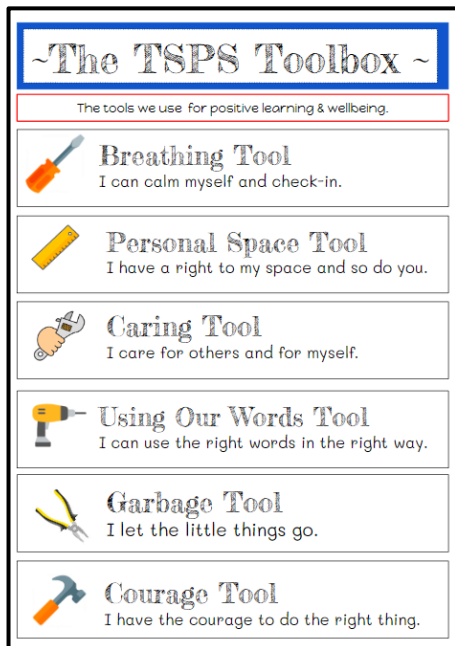 ~The TSPS Toolbox ~
The tools we use for positive learning & wellbeing.
Breathing Tool
I can calm myself and check-in.
Personal Space Tool
I have a right to my space and so do you.
Caring Tool
I care for others and for myself.
Using Our Words Tool
I can use the right words in the right way.
Garbage Tool
I let the little things go.
Courage Tool
I have the courage to do the right thing.